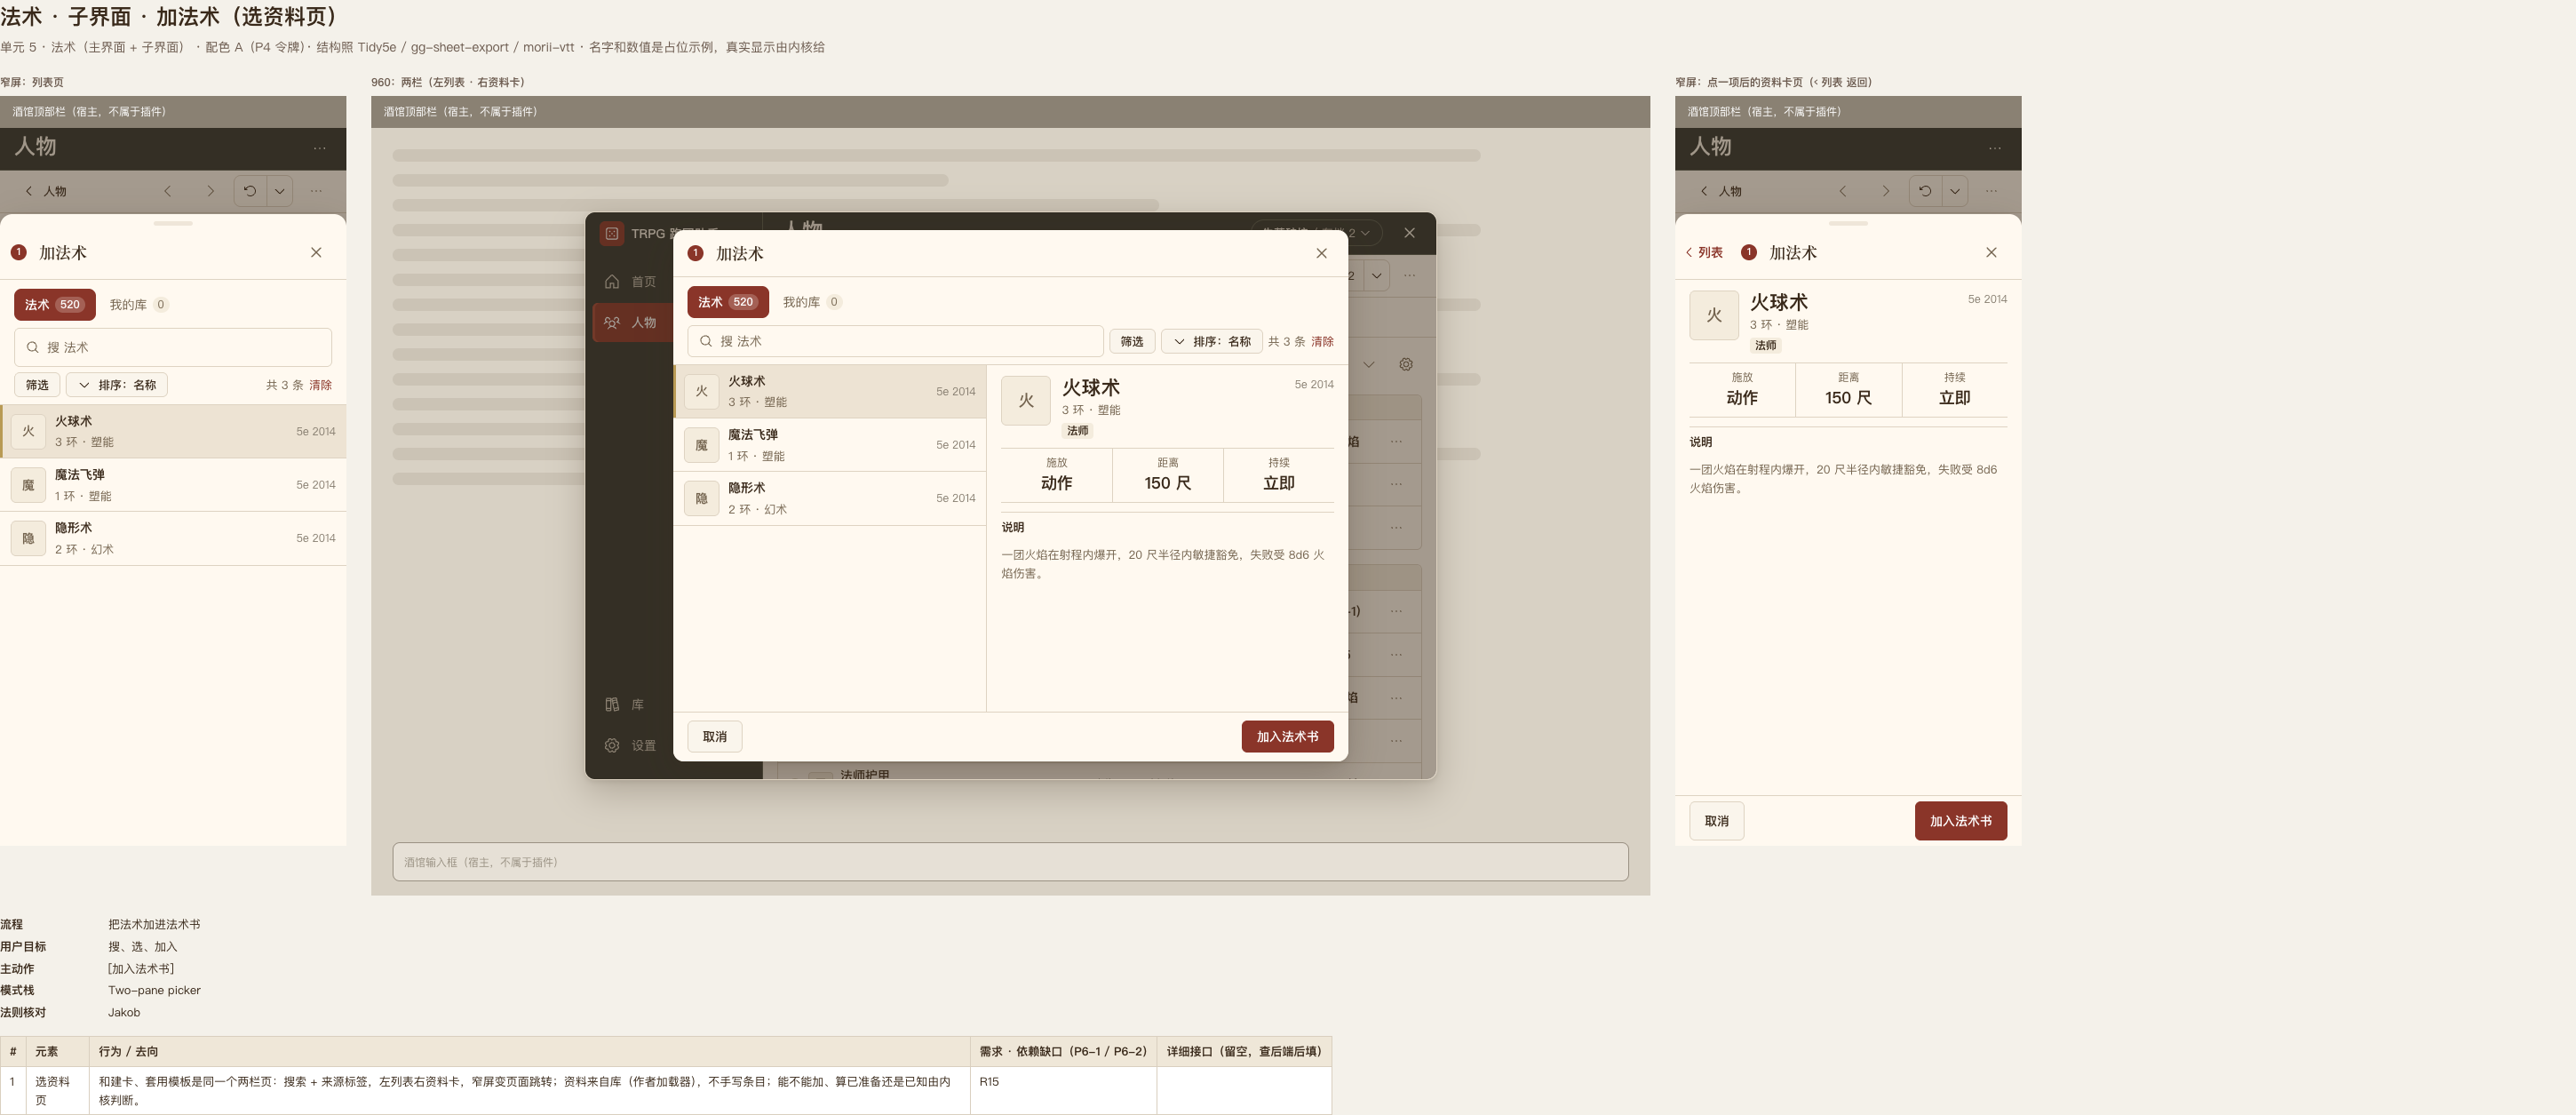 法术 · 子界面 · 加法术（选资料页）
单元 5 · 法术（主界面 + 子界面） · 配色 A（P4 令牌）· 结构照 Tidy5e / gg-sheet-export / morii-vtt · 名字和数值是占位示例，真实显示由内核给
窄屏：列表页
酒馆顶部栏（宿主，不属于插件）
人物
人物
1 加法术
法术 520 我的库 0
搜 法术
筛选 排序：名称 共 3 条 清除
火 火球术 5e 2014
3 环 · 塑能
魔 魔法飞弹 5e 2014
1 环 · 塑能
隐 隐形术 5e 2014
2 环 · 幻术
960：两栏（左列表 · 右资料卡）
酒馆顶部栏（宿主，不属于插件）
TRPG
人物
2
首页
人物
库
设置
2
焰
-1)
焰
法师护甲
1 加法术
法术 520 我的库 0
搜 法术
筛选 排序：名称 共 3 条 清除
火 火球术 5e 2014
3 环 · 塑能
魔 魔法飞弹 5e 2014
1 环 · 塑能
隐 隐形术 5e 2014
2 环 · 幻术
火 火球术 5e 2014
3 环 · 塑能
法师
施放 距离 持续
动作 150 尺 立即
说明
一团火焰在射程内爆开，20 尺半径内敏捷豁免，失败受 8d6 火
焰伤害。
取消 加入法术书
酒馆输入框（宿主，不属于插件）
窄屏：点一项后的资料卡页（‹ 列表 返回）
酒馆顶部栏（宿主，不属于插件）
人物
人物
列表 1 加法术
火 火球术 5e 2014
3 环 · 塑能
法师
施放 距离 持续
动作 150 尺 立即
说明
一团火焰在射程内爆开，20 尺半径内敏捷豁免，失败受 8d6
火焰伤害。
取消 加入法术书
流程 把法术加进法术书
用户目标 搜、选、加入
主动作 [加入法术书]
模式栈 Two-pane picker
法则核对 Jakob
# 元素 行为 / 去向 需求 · 依赖缺口（P6-1 / P6-2） 详细接口（留空，查后端后填）
1 选资料页 和建卡、套用模板是同一个两栏页：搜索 + 来源标签，左列表右资料卡，窄屏变页面跳转；资料来自库（作者加载器），不手写条目；能不能加、算已准备还是已知由内 R15
核判断。